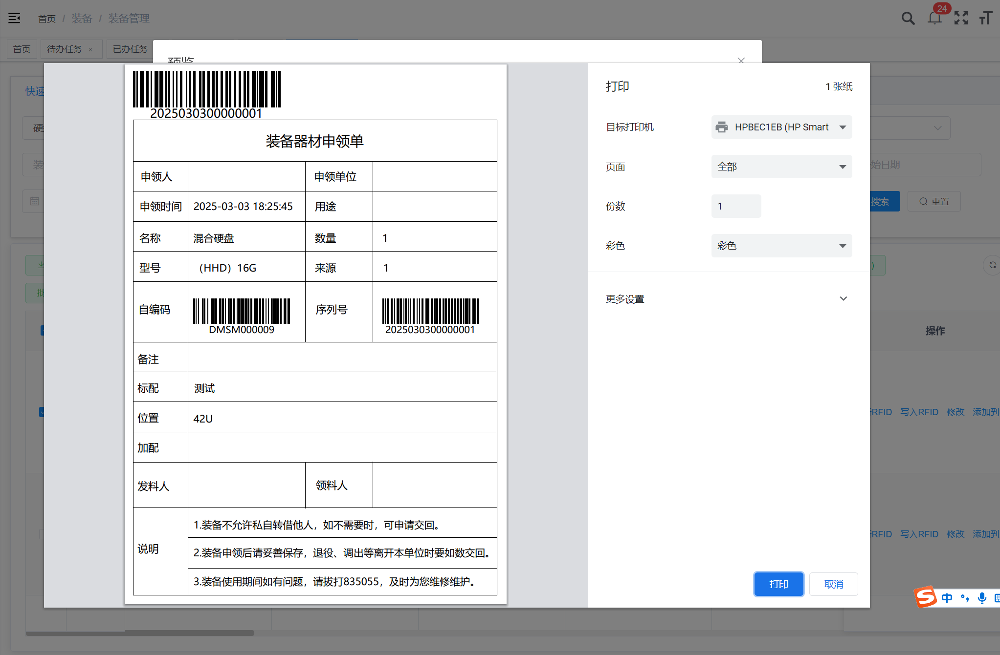 首页 / 装备 / 装备管理
24
首页
待办任务 ×
已办任务
预览
快速
硬
装
始日期
搜索
重置
批
操作
RFID 写入RFID 修改 添加到
RFID 写入RFID 修改 添加到
2025030300000001
装备器材申领单
申领人 申领单位
申领时间 2025-03-03 18:25:45 用途
名称 混合硬盘 数量 1
型号 （HHD）16G 来源 1
自编码 DMSM000009 序列号 2025030300000001
备注
标配 测试
位置 42U
加配
发料人 领料人
说明
1.装备不允许私自转借他人，如不需要时，可申请交回。
2.装备申领后请妥善保存，退役、调出等离开本单位时要如数交回。
3.装备使用期间如有问题，请拔打835055，及时为您维修维护。
打印 1 张纸
目标打印机 HPBEC1EB (HP Smart
页面 全部
份数 1
彩色 彩色
更多设置
打印 取消
中